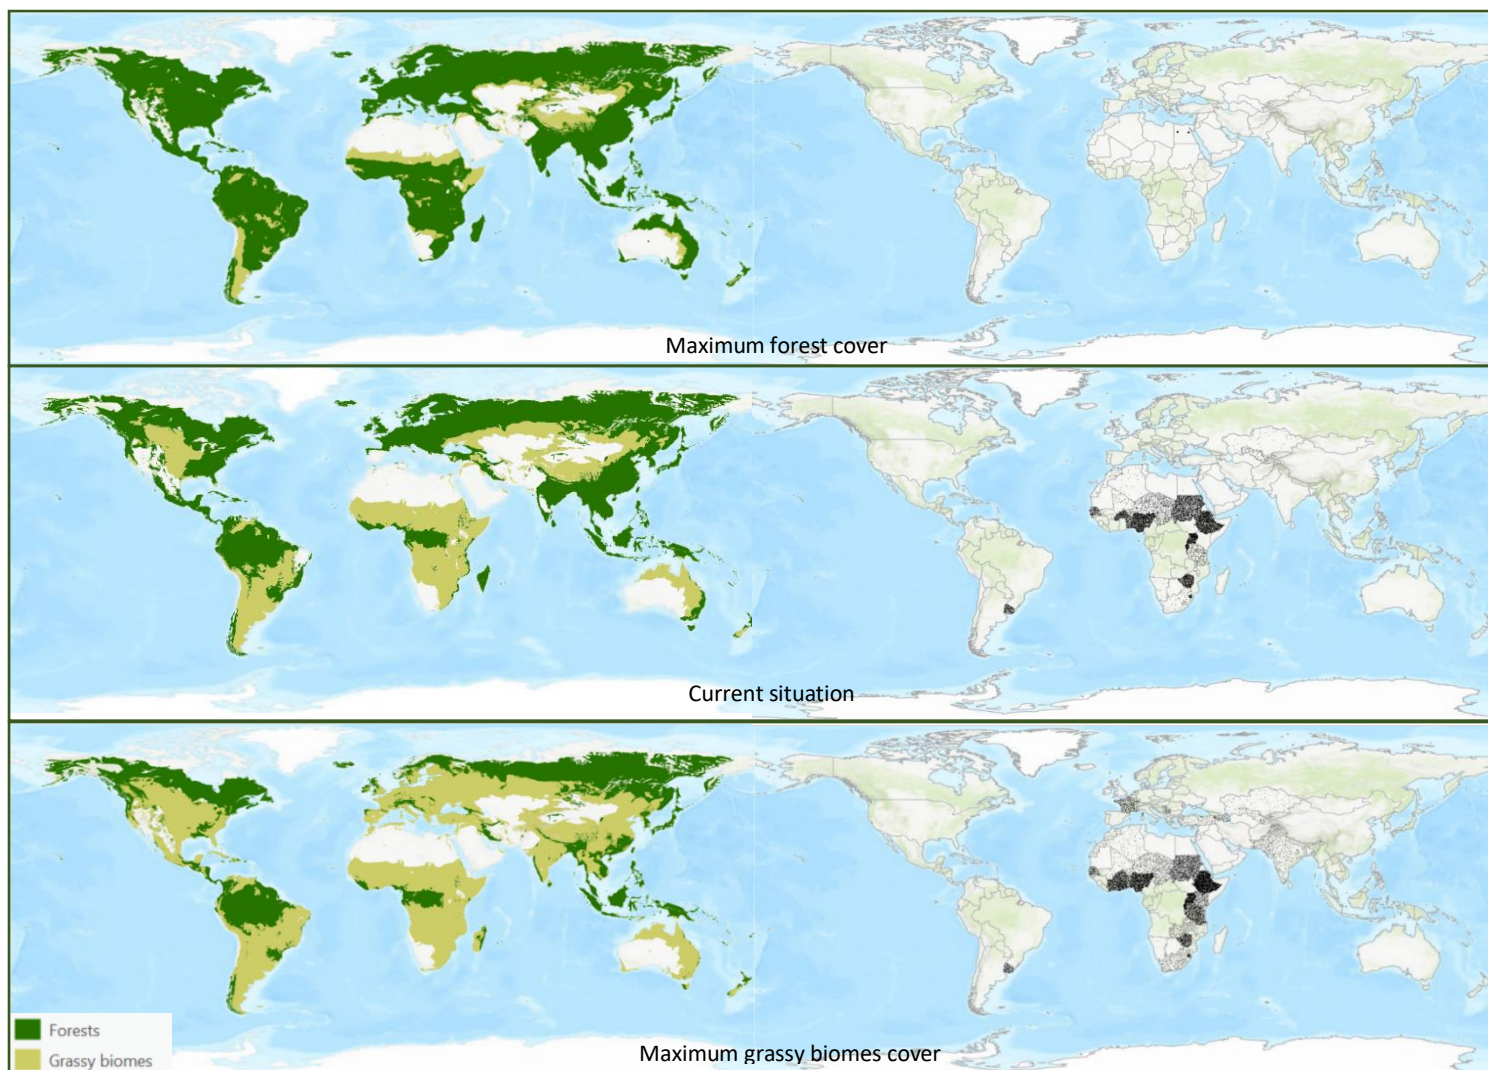 Maximum forest cover
Current situation
Forests
Grassy biomes
Maximum grassy biomes cover